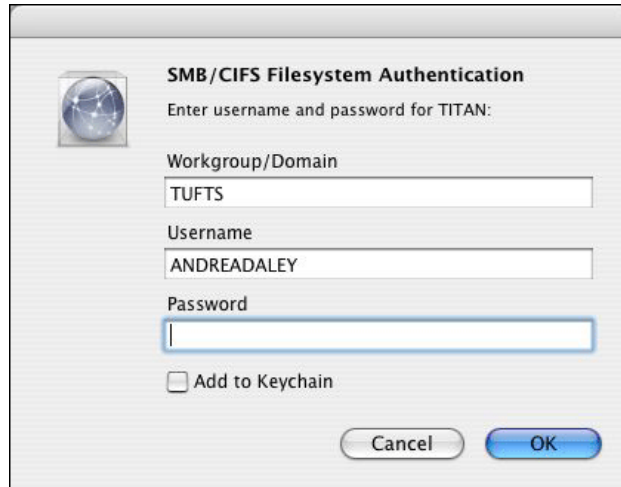 SMB/CIFS Filesystem Authentication
Enter username and password for TITAN:
Workgroup/Domain
TUFTS
Username
ANDREADALEY
Password
Add to Keychain
Cancel OK